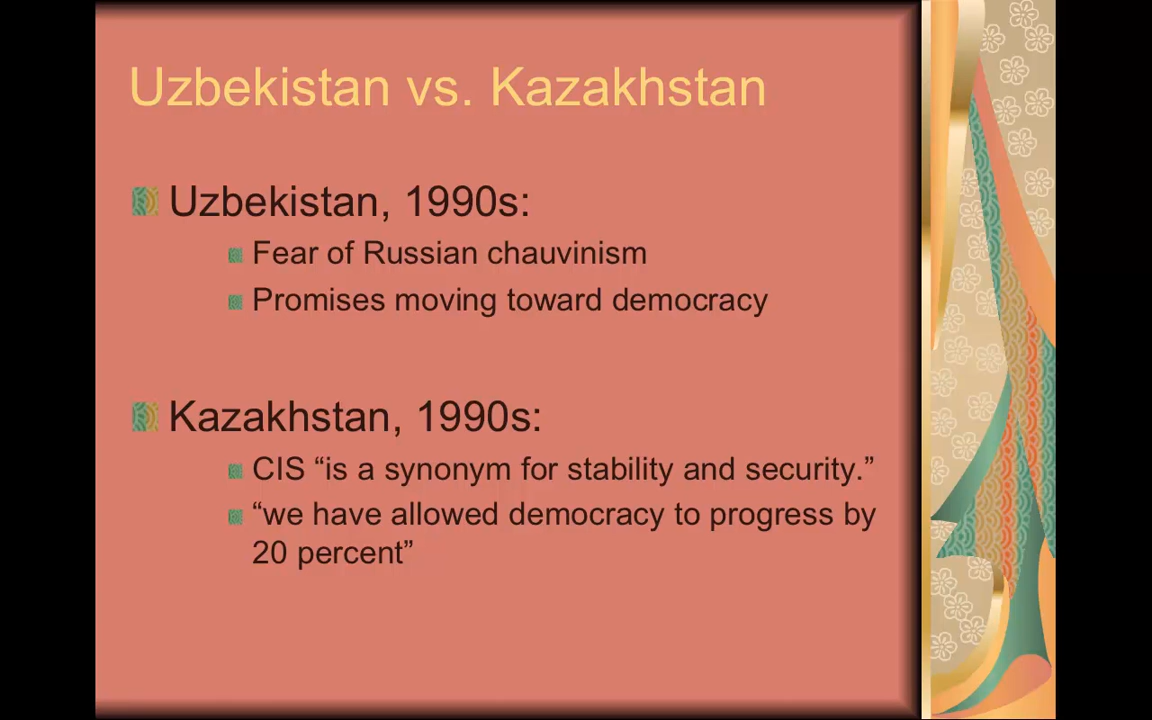 Uzbekistan vs. Kazakhstan
Uzbekistan, 1990s:
Fear of Russian chauvinism
Promises moving toward democracy
Kazakhstan, 1990s:
CIS “is a synonym for stability and security.”
“we have allowed democracy to progress by
20 percent”